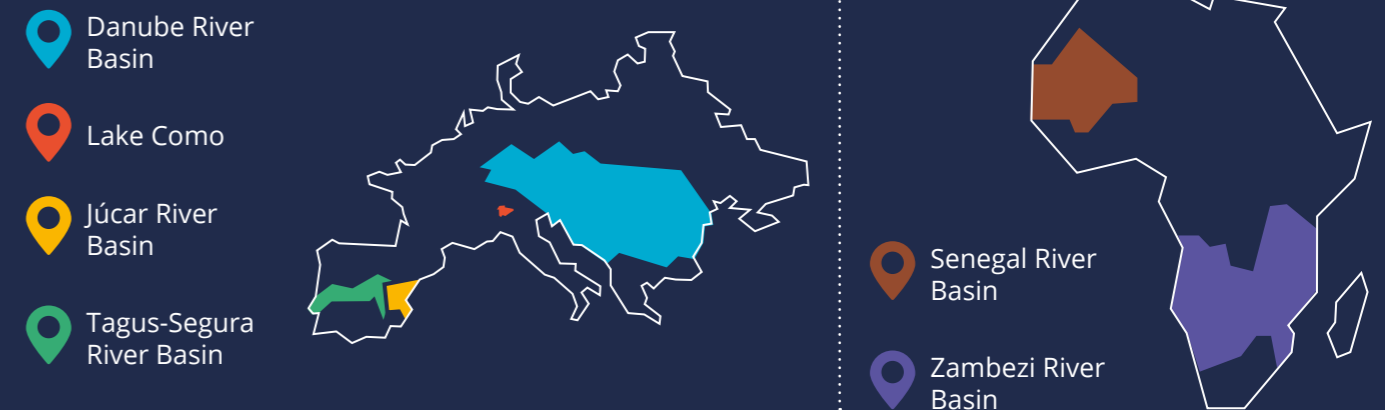 Danube River
Basin
Lake Como
Júcar River
Basin
Tagus-Segura
River Basin
Senegal River
Basin
Zambezi River
Basin